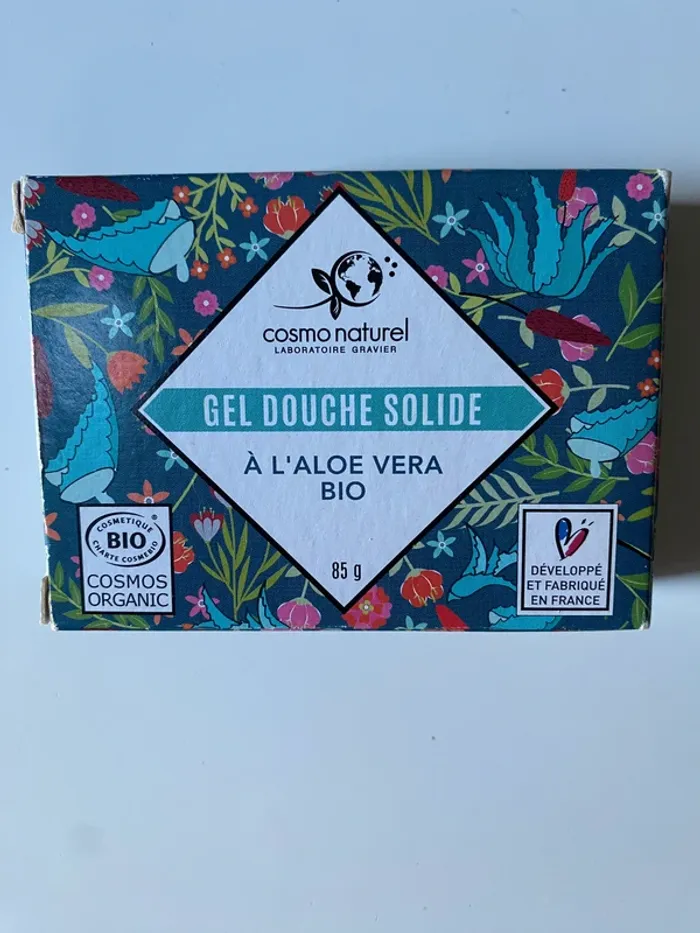 cosmo naturel
LABORATOIRE GRAVIER
GEL DOUCHE SOLIDE
À L'ALOE VERA
BIO
85 g
COSMETIQUE
BIO
CHARTE COSMEBIO
COSMOS
ORGANIC
DÉVELOPPÉ
ET FABRIQUÉ
EN FRANCE